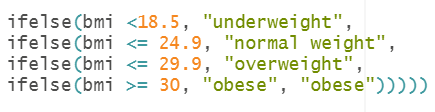 ifelse(bmi <18.5, "underweight",
ifelse(bmi <= 24.9, "normal weight",
ifelse(bmi <= 29.9, "overweight",
ifelse(bmi >= 30, "obese", "obese")))))